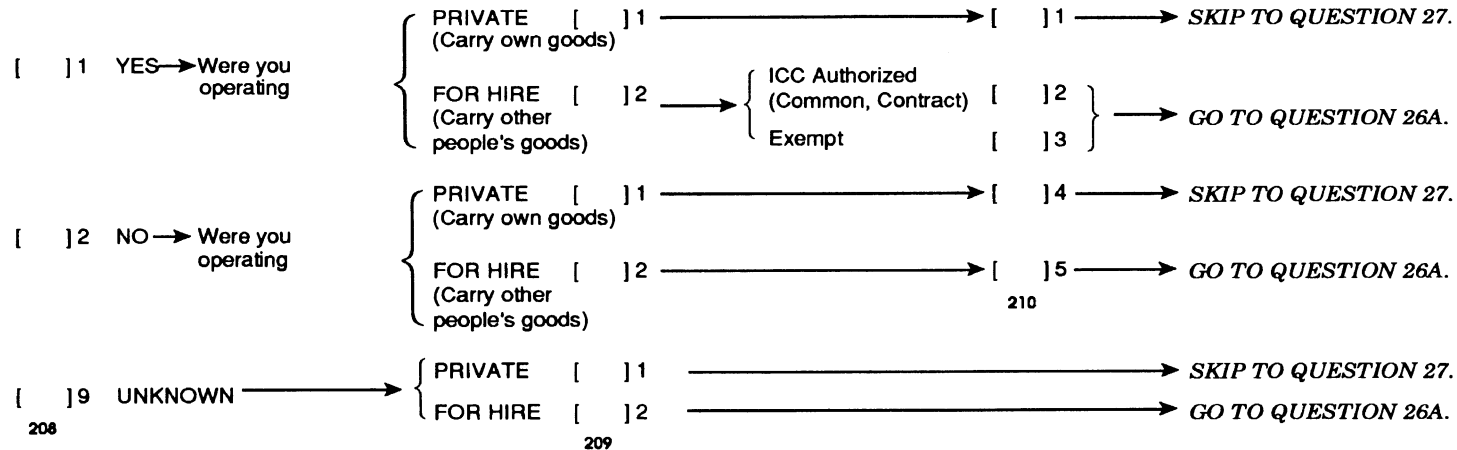 PRIVATE [ ] 1 [ ] 1 SKIP TO QUESTION 27.
(Carry own goods)
[ ] 1 YES Were you operating
FOR HIRE [ ] 2
(Carry other
people's goods)
ICC Authorized
(Common, Contract) [ ] 2
Exempt [ ] 3
GO TO QUESTION 26A.
PRIVATE [ ] 1 [ ] 4 SKIP TO QUESTION 27.
(Carry own goods)
[ ] 2 NO Were you
operating
FOR HIRE [ ] 2 [ ] 5 GO TO QUESTION 26A.
(Carry other
people's goods)
210
[ ] 9 UNKNOWN
PRIVATE [ ] 1 SKIP TO QUESTION 27.
FOR HIRE [ ] 2 GO TO QUESTION 26A.
208
209